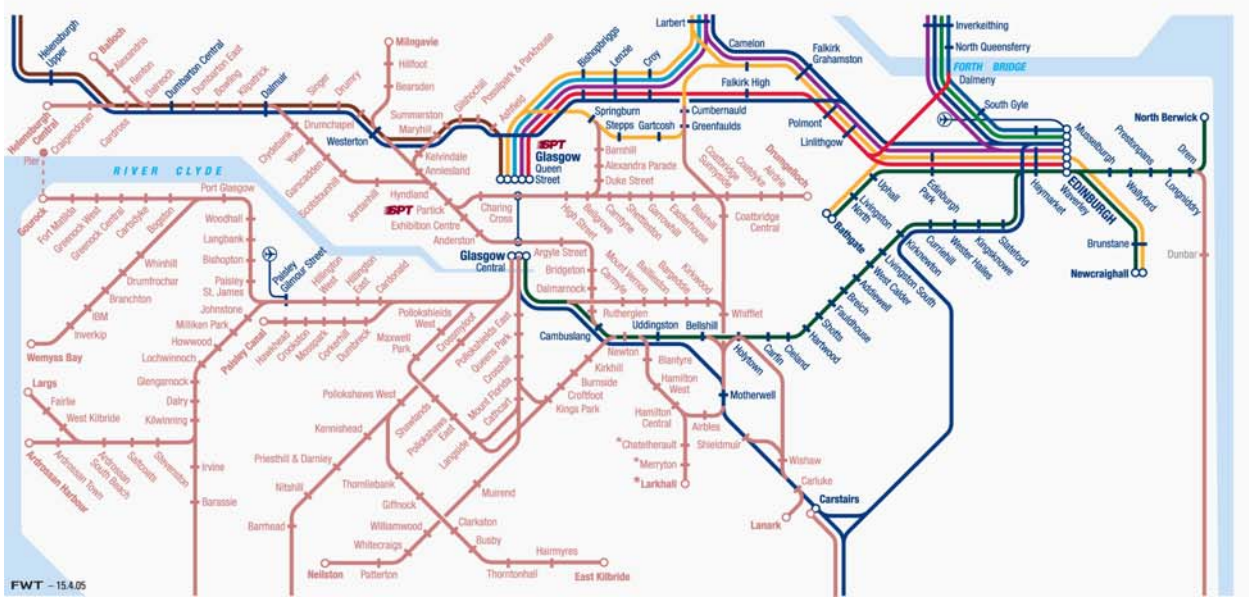 Helensburgh
Upper
Balloch
Alexandria
Renton
Dalreoch
Dumbarton Central
Dumbarton East
Bowling
Kilpatrick
Dalmuir
Singer
Drumry
Milngavie
Hillfoot
Bearsden
Helensburgh
Central
Craigendoran
Cardross
Pier
Clydebank
Yoker
Garscadden
Scotstounhill
Jordanhill
Drumchapel
Westerton
Summerston
Maryhill
Gilshochill
Possilpark & Parkhouse
Ashfield
Kelvindale
Anniesland
Hyndland
SPT Partick
Exhibition Centre
Anderston
Bishopbriggs
Lenzie
Croy
Larbert
Camelon
Falkirk
Grahamston
Falkirk High
Springburn
Stepps
Gartcosh
Cumbernauld
Greenfaulds
Polmont
Linlithgow
SPT
Glasgow
Queen
Street
Barnhill
Alexandra Parade
Duke Street
Charing
Cross
High Street
Bellgrove
Carntyne
Shettleston
Garrowhill
Easterhouse
Blairhill
Coatbridge
Sunnyside
Coatdyke
Airdrie
Drumgelloch
Coatbridge
Central
Inverkeithing
North Queensferry
FORTH BRIDGE
Dalmeny
South Gyle
Musselburgh
Prestonpans
North Berwick
Drem
EDINBURGH
Waverley
Wallyford
Longniddry
Haymarket
Edinburgh
Park
Uphall
Livingston
North
Bathgate
Brunstane
Newcraighall
Dunbar
Slateford
Kingsknowe
Wester Hailes
Curriehill
Kirknewton
Livingston South
West Calder
Addiewell
Breich
Fauldhouse
Shotts
Hartwood
Cleland
Carfin
Holytown
RIVER CLYDE
Gourock
Fort Matilda
Greenock West
Greenock Central
Cartsdyke
Bogston
Port Glasgow
Woodhall
Langbank
Bishopton
Paisley
St. James
Paisley
Gilmour Street
Hillington
West
Hillington
East
Cardonald
Whinhill
Drumfrochar
Branchton
IBM
Inverkip
Wemyss Bay
Johnstone
Milliken Park
Howwood
Lochwinnoch
Glengarnock
Dalry
Kilwinning
Paisley Canal
Hawkhead
Crookston
Mosspark
Corkerhill
Dumbreck
Glasgow
Central
Argyle Street
Bridgeton
Dalmarnock
Rutherglen
Carmyle
Mount Vernon
Baillieston
Bargeddie
Kirkwood
Whifflet
Cambuslang
Uddingston
Bellshill
Pollokshields
West
Maxwell
Park
Crossmyloof
Pollokshields East
Queens Park
Crosshill
Mount Florida
Cathcart
Pollokshaws West
Shawlands
Pollokshaws
East
Langside
Newton
Kirkhill
Burnside
Croftfoot
Kings Park
Blantyre
Hamilton
West
Hamilton
Central
Airbles
Motherwell
*Chatelherault
*Merryton
*Larkhall
Shieldmuir
Wishaw
Carluke
Lanark
Carstairs
Largs
Fairlie
West Kilbride
Ardrossan Harbour
Ardrossan Town
Ardrossan
South Beach
Saltcoats
Stevenston
Irvine
Barassie
Kennishead
Priesthill & Darnley
Nitshill
Barrhead
Thornliebank
Giffnock
Clarkston
Busby
Thorntonhall
Hairmyres
East Kilbride
Muirend
Williamwood
Whitecraigs
Patterton
Neilston
FWT – 15.4.05